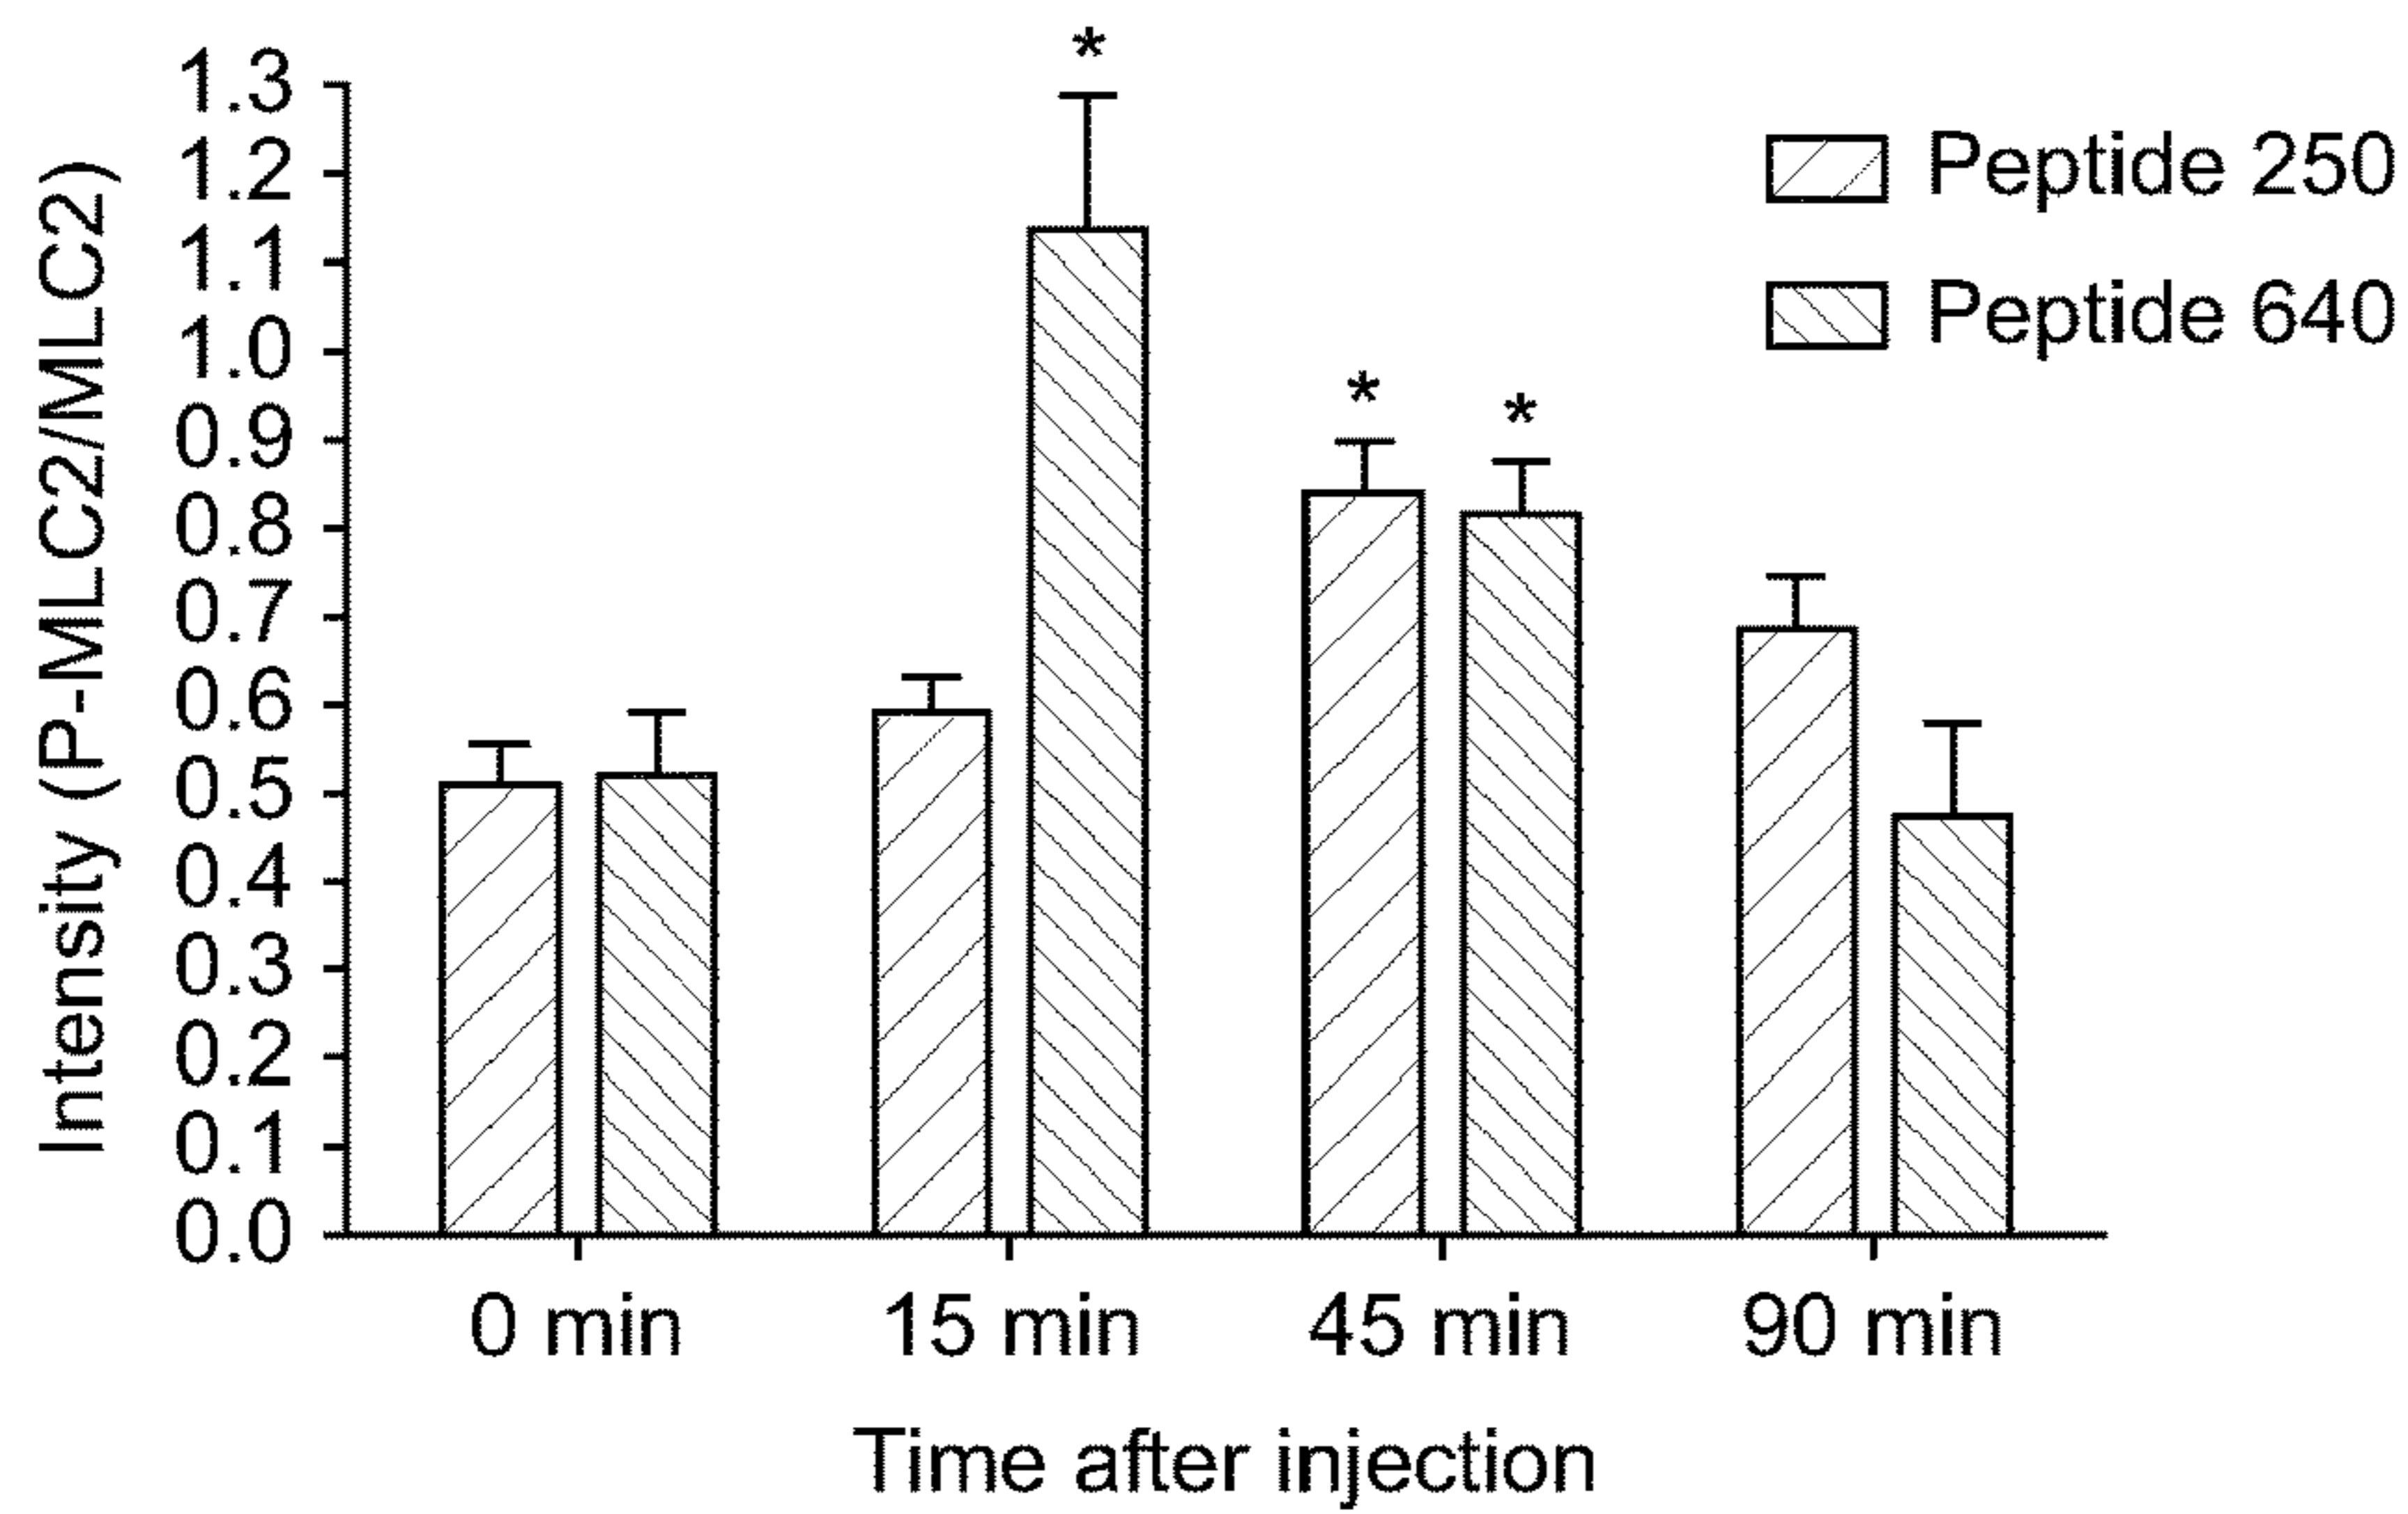 Intensity (P-MLC2/MLC2)
1.3
1.2
1.1
1.0
0.9
0.8
0.7
0.6
0.5
0.4
0.3
0.2
0.1
0.0
*
*
*
Peptide 250
Peptide 640
0 min
15 min
45 min
90 min
Time after injection